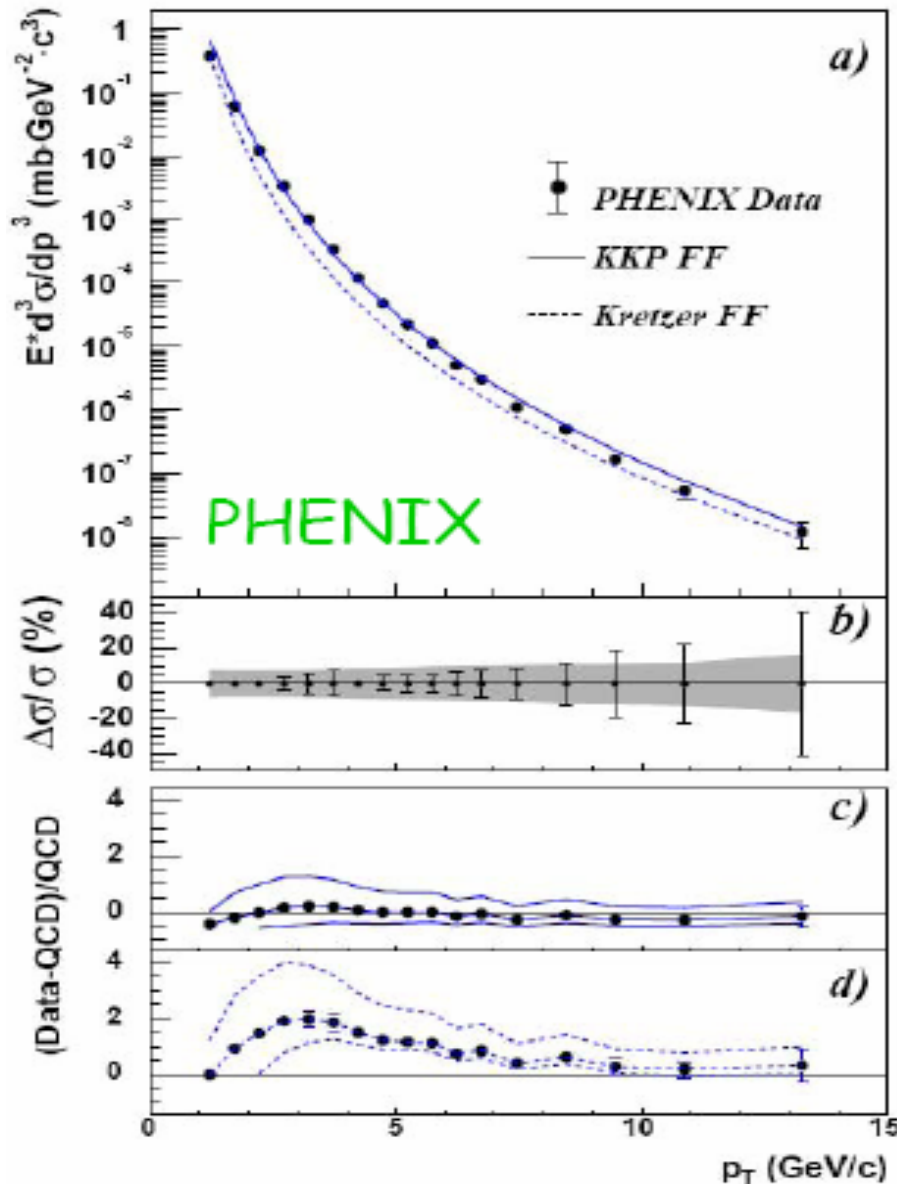 E*d³σ/dp³ (mb·GeV⁻²·c³)
1
10⁻¹
10⁻²
10⁻³
10⁻⁴
10⁻⁵
10⁻⁶
10⁻⁷
10⁻⁸
a)
PHENIX Data
KKP FF
Kretzer FF
PHENIX
Δσ/σ (%)
40
20
0
-20
-40
b)
(Data-QCD))/QCD
4
2
0
c)
4
2
0
d)
0 5 10 15
p_T (GeV/c)